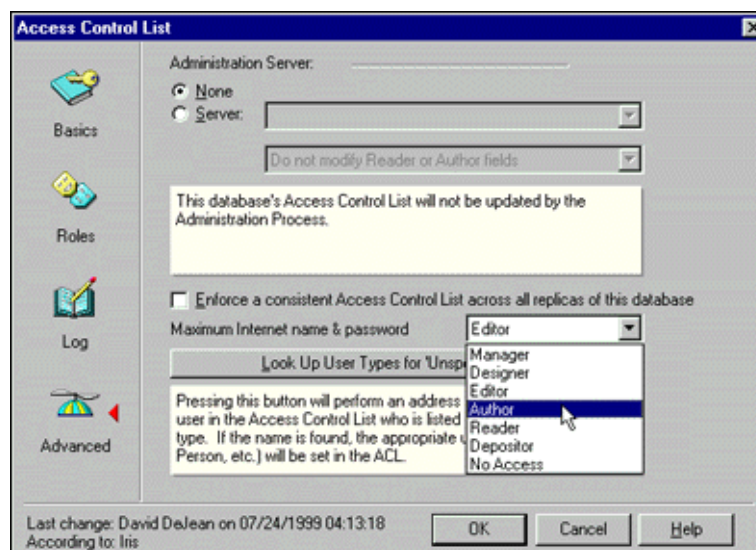 Access Control List
Basics
Roles
Log
Advanced
Administration Server:
None
Server:
Do not modify Reader or Author fields
This database's Access Control List will not be updated by the
Administration Process.
Enforce a consistent Access Control List across all replicas of this database
Maximum Internet name & password
Editor
Manager
Designer
Editor
Author
Reader
Depositor
No Access
Look Up User Types for 'Unsp
Pressing this button will perform an address
user in the Access Control List who is listed
type. If the name is found, the appropriate u
Person, etc.) will be set in the ACL.
Last change: David DeJean on 07/24/1999 04:13:18
According to: Iris
OK
Cancel
Help